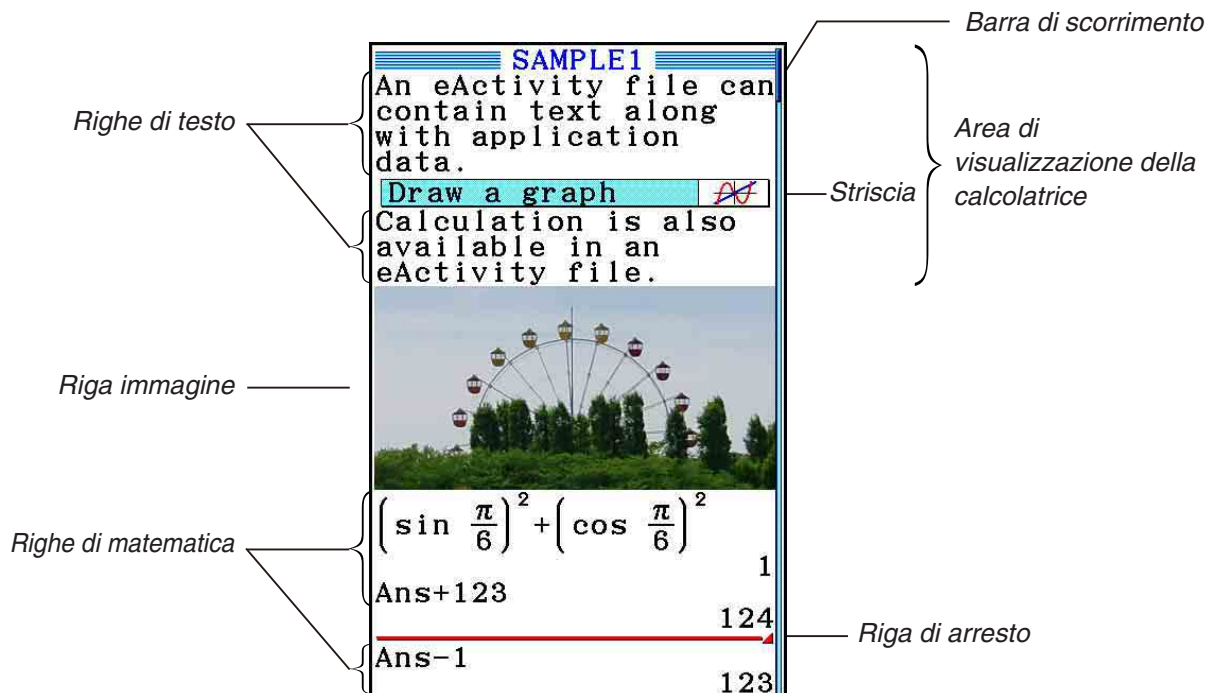 Barra di scorrimento
SAMPLE1
An eActivity file can
contain text along
with application
data.
Righe di testo
Area di
visualizzazione della
calcolatrice
Draw a graph
Striscia
Calculation is also
available in an
eActivity file.
Riga immagine
(sin π/6)²+(cos π/6)²
1
Righe di matematica
Ans+123
124
Riga di arresto
Ans−1
123